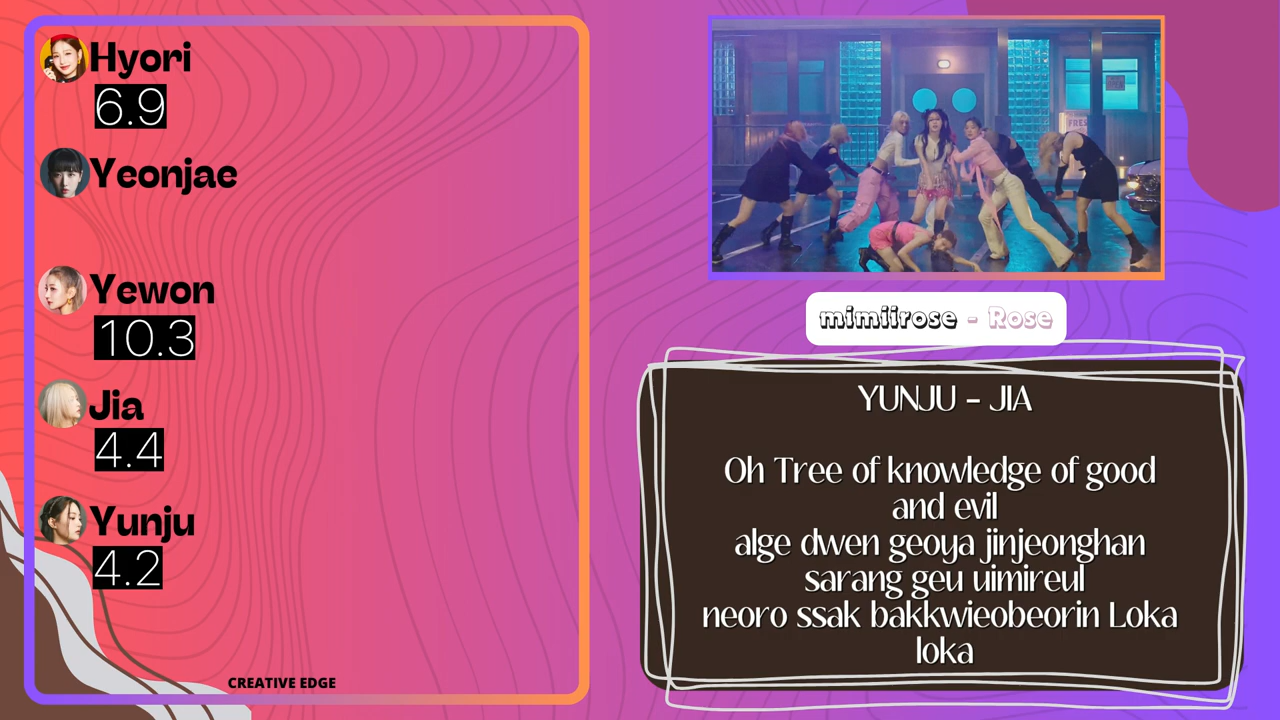 Hyori
6.9
Yeonjae
Yewon
10.3
Jia
4.4
Yunju
4.2
CREATIVE EDGE
FRES
mimiirose - Rose
YUNJU - JIA
Oh Tree of knowledge of good
and evil
alge dwen geoya jinjeonghan
sarang geu uimireul
neoro ssak bakkwieobeorin Loka
loka